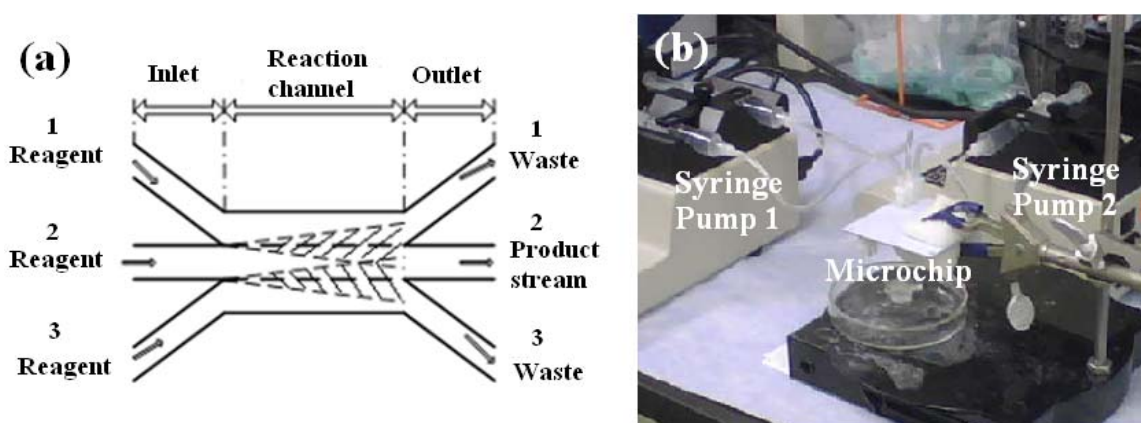 (a)
Inlet
Reaction
channel
Outlet
1
Reagent
1
Waste
2
Reagent
2
Product
stream
3
Reagent
3
Waste
(b)
Syringe
Pump 1
Syringe
Pump 2
Microchip